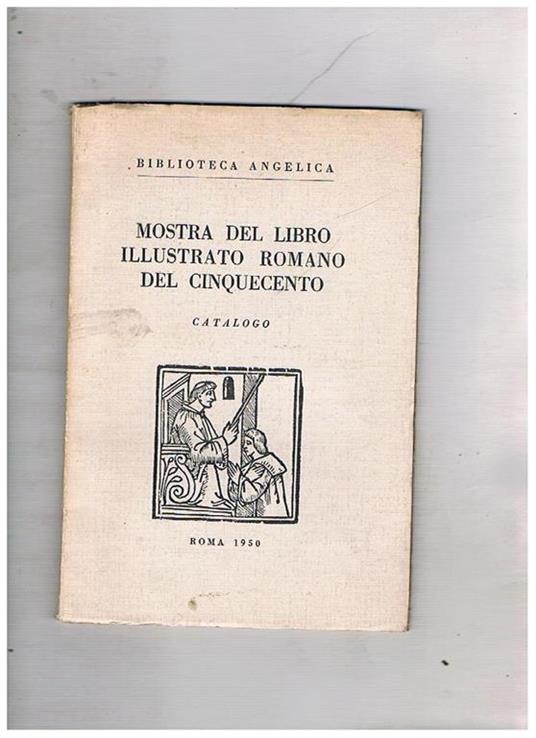 BIBLIOTECA ANGELICA
MOSTRA DEL LIBRO
ILLUSTRATO ROMANO
DEL CINQUECENTO
CATALOGO
ROMA 1950